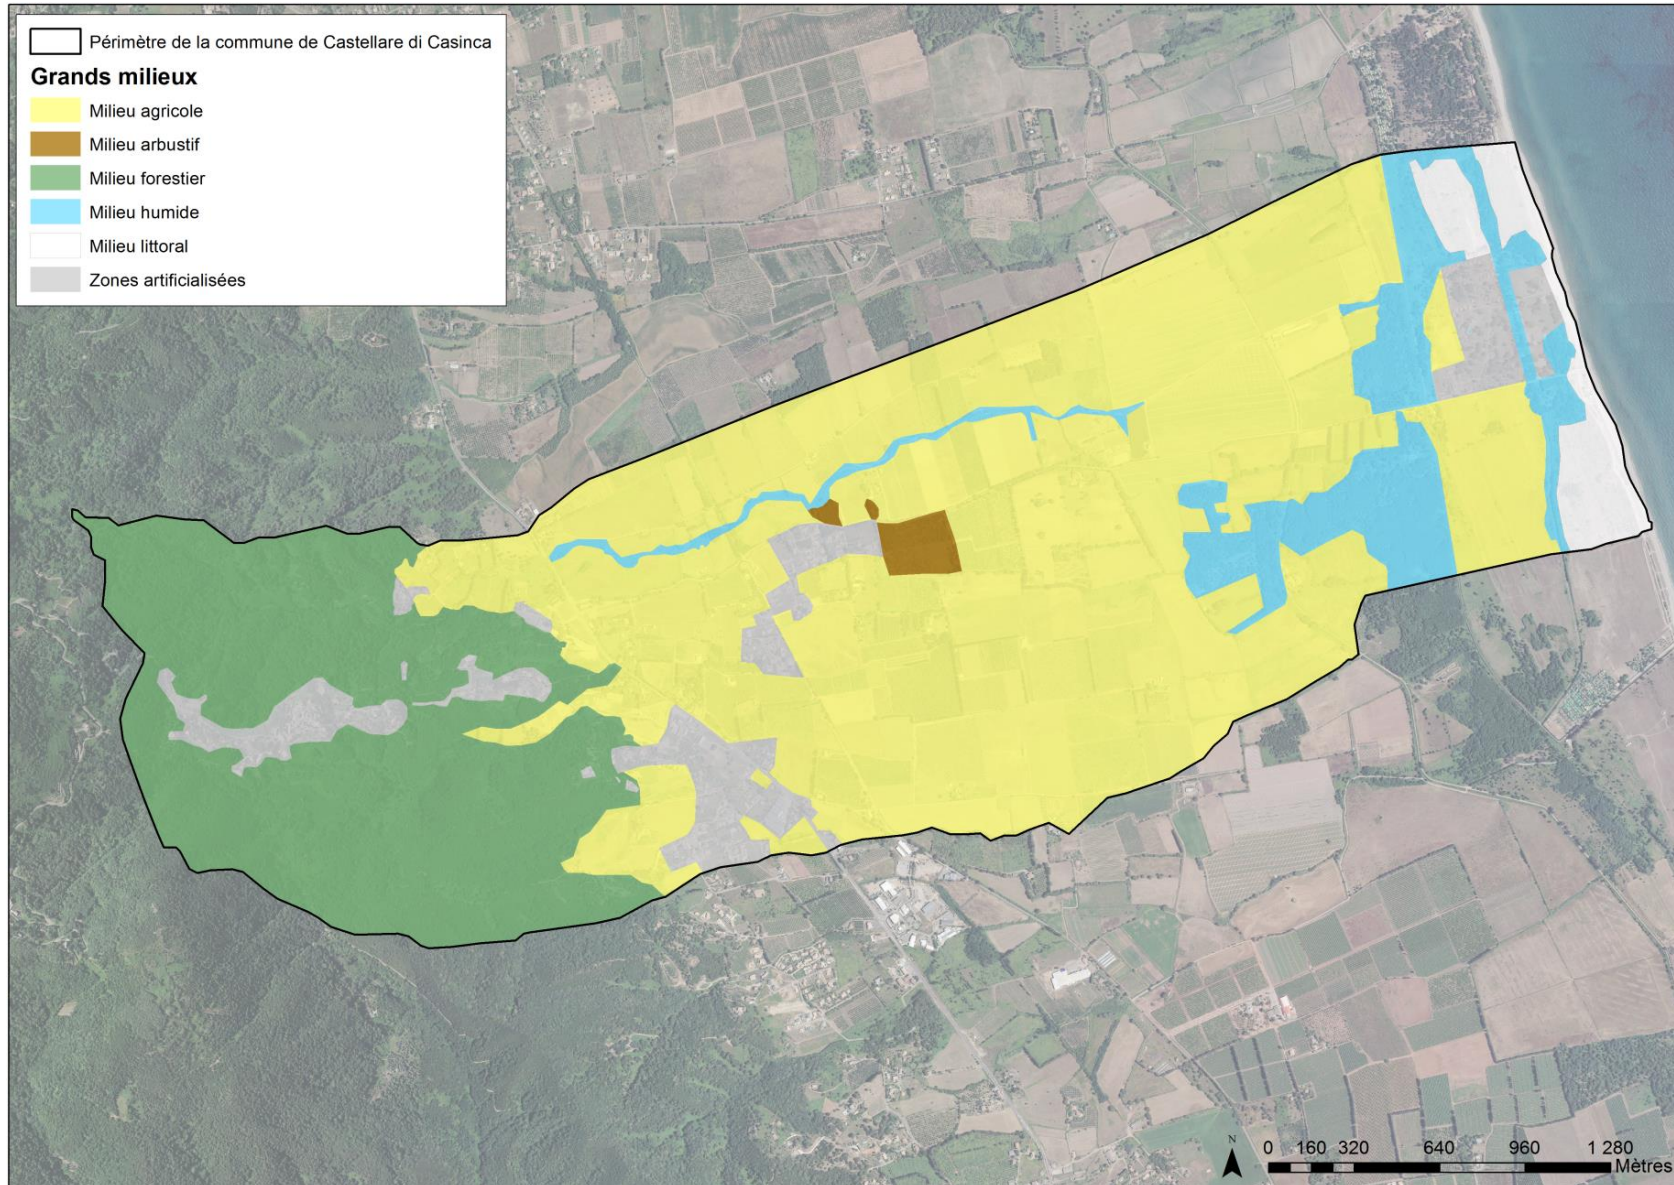 Périmètre de la commune de Castellare di Casinca
Grands milieux
Milieu agricole
Milieu arbustif
Milieu forestier
Milieu humide
Milieu littoral
Zones artificialisées
N
0 160 320 640 960 1 280
Mètres